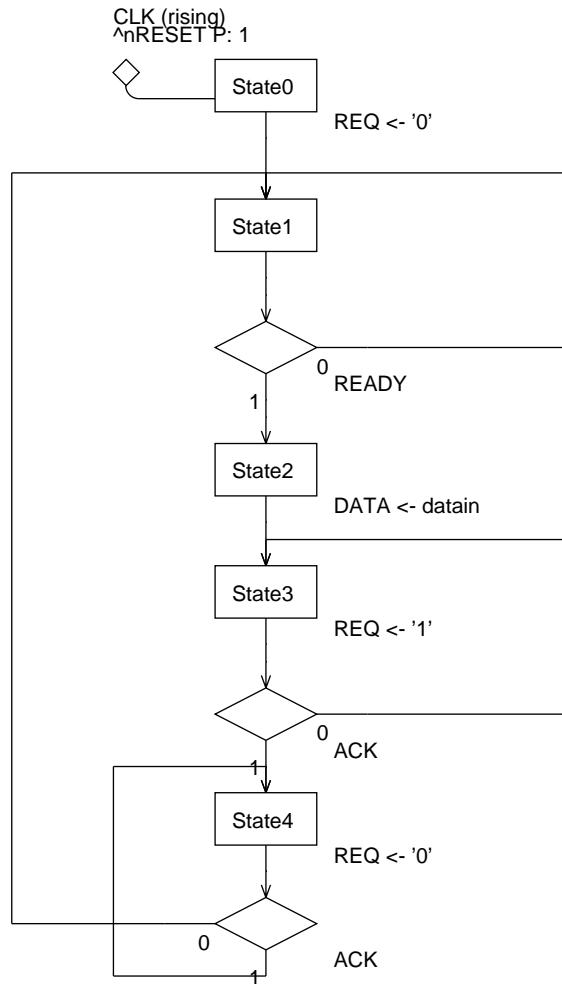 CLK (rising)
^nRESET P: 1
State0
REQ <- '0'
State1
0
READY
1
State2
DATA <- datain
State3
REQ <- '1'
0
ACK
1
State4
REQ <- '0'
0
ACK
1